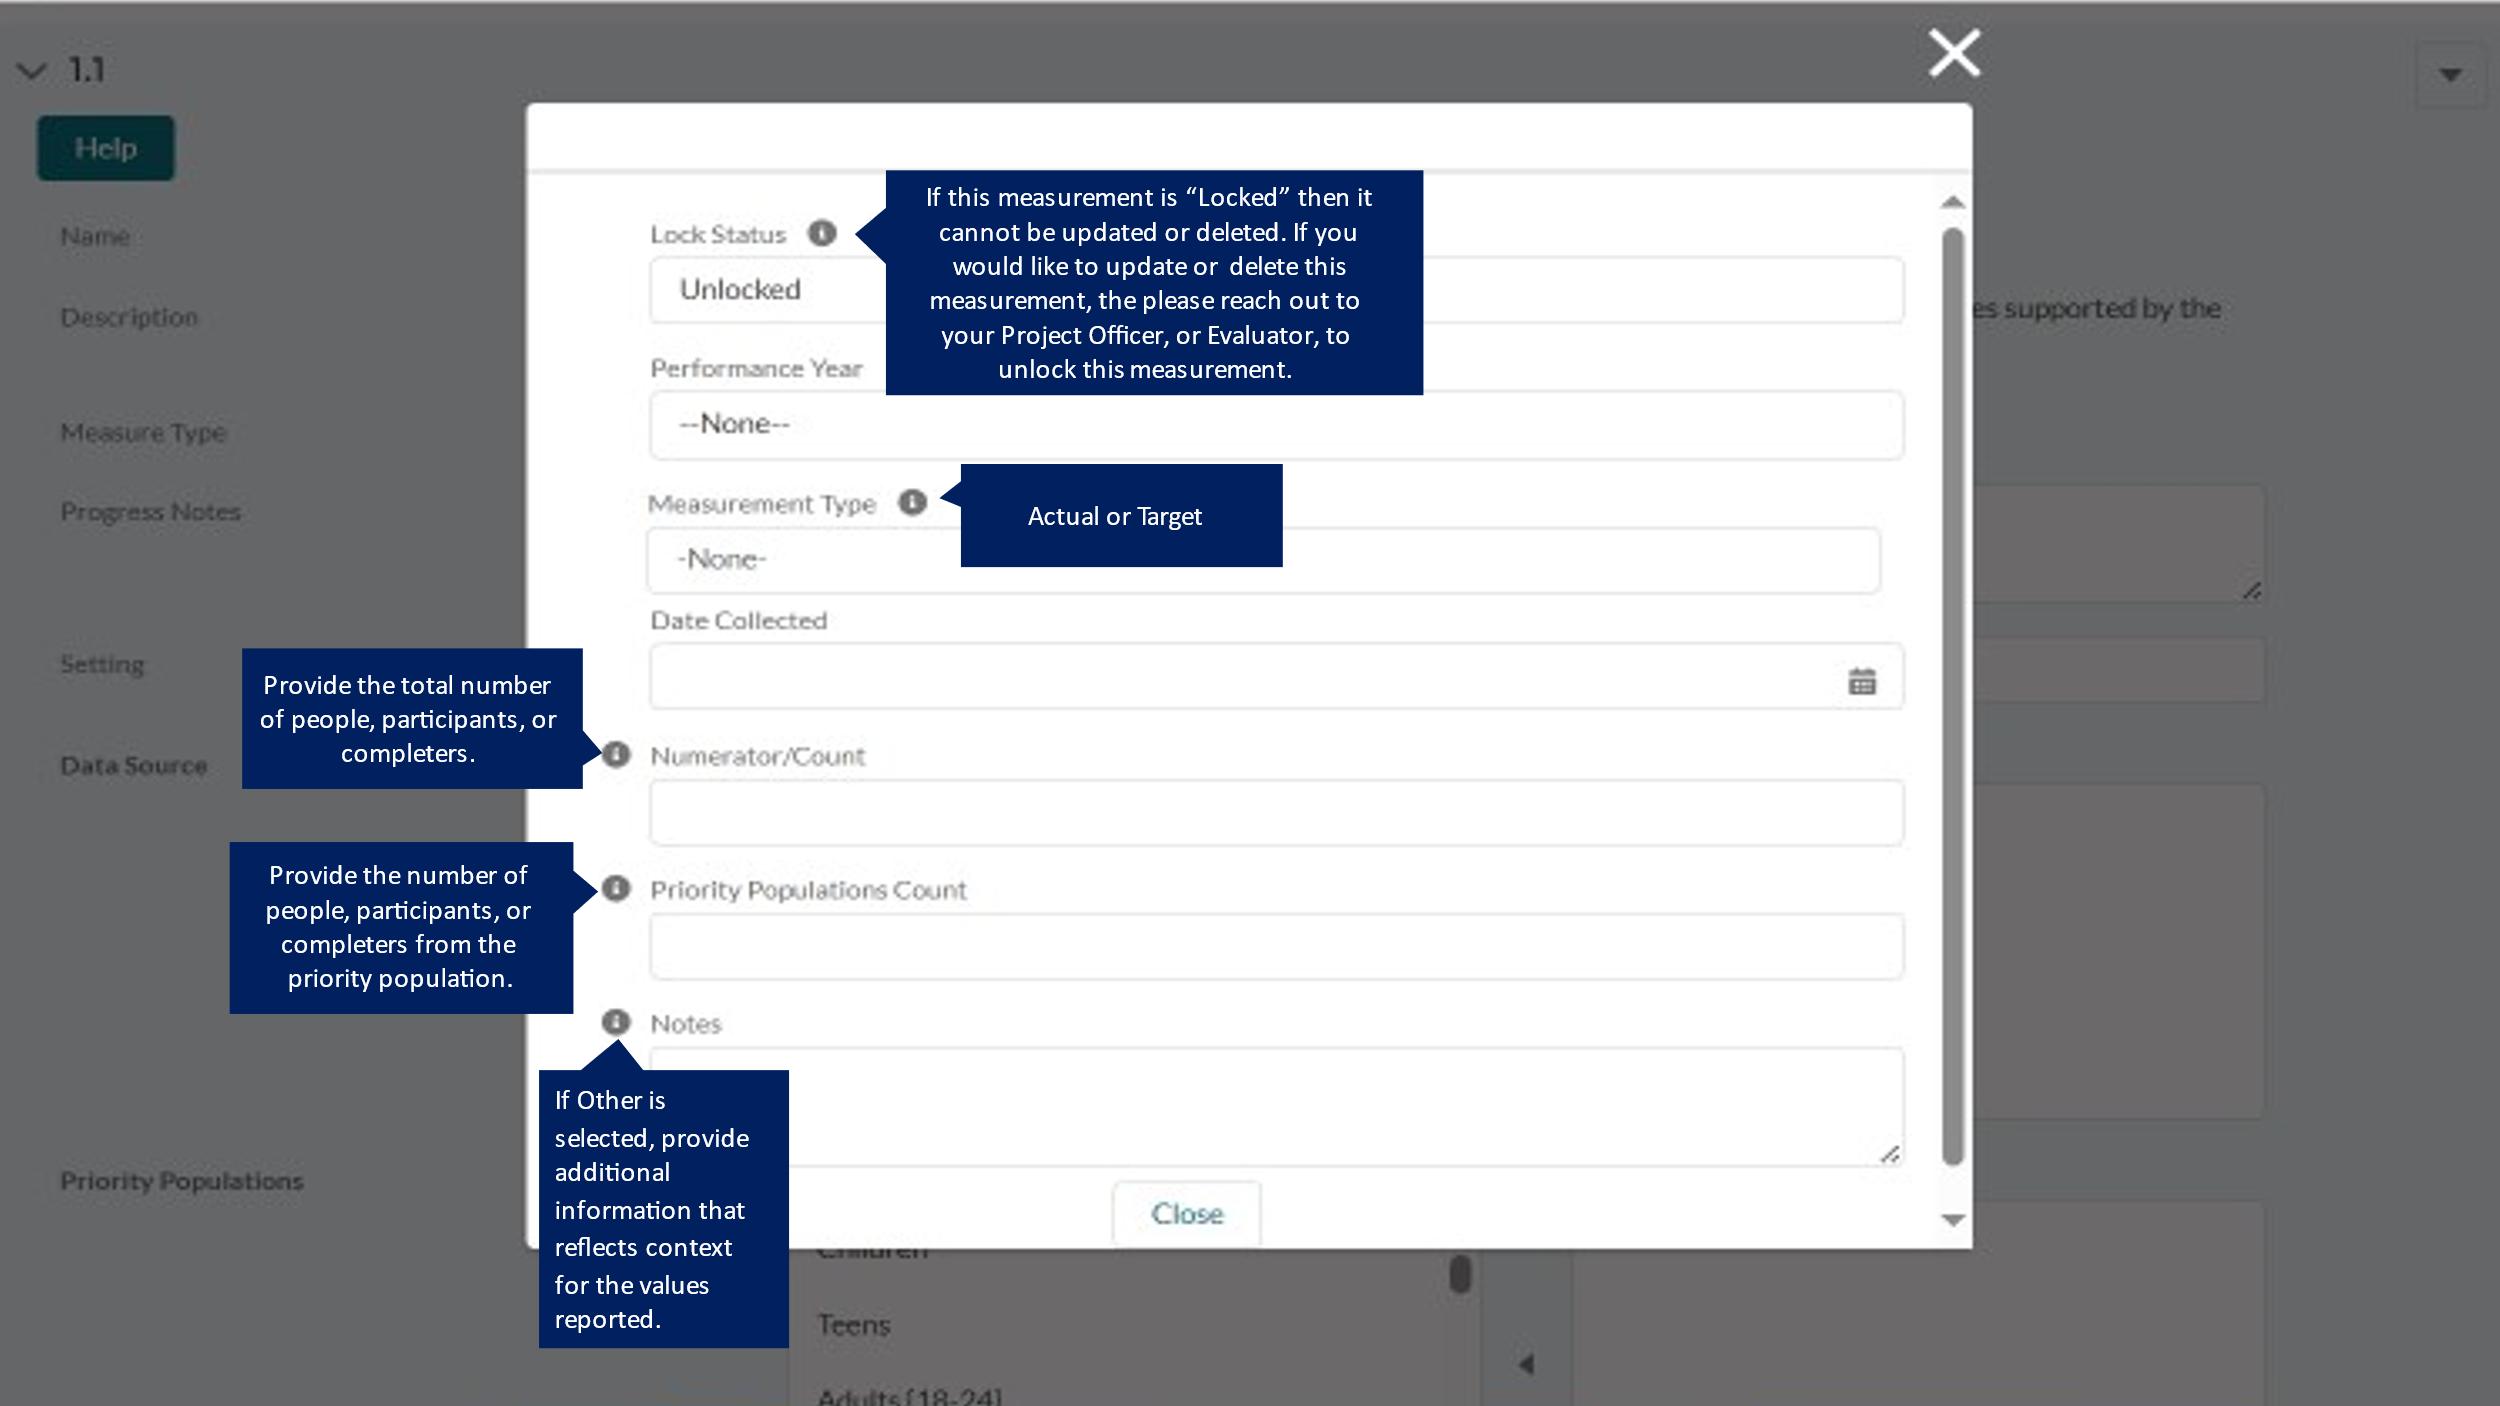 1.1
Help
Name
Description
es supported by the
Measure Type
Progress Notes
Setting
Data Source
Priority Populations
Lock Status
Unlocked
If this measurement is “Locked” then it
cannot be updated or deleted. If you
would like to update or  delete this
measurement, the please reach out to
your Project Officer, or Evaluator, to
unlock this measurement.
Performance Year
--None--
Measurement Type
Actual or Target
-None-
Date Collected
Provide the total number
of people, participants, or
completers.
Numerator/Count
Provide the number of
people, participants, or
completers from the
priority population.
Priority Populations Count
Notes
If Other is
selected, provide
additional
information that
reflects context
for the values
reported.
Close
Children
Teens
Adults [18-24]